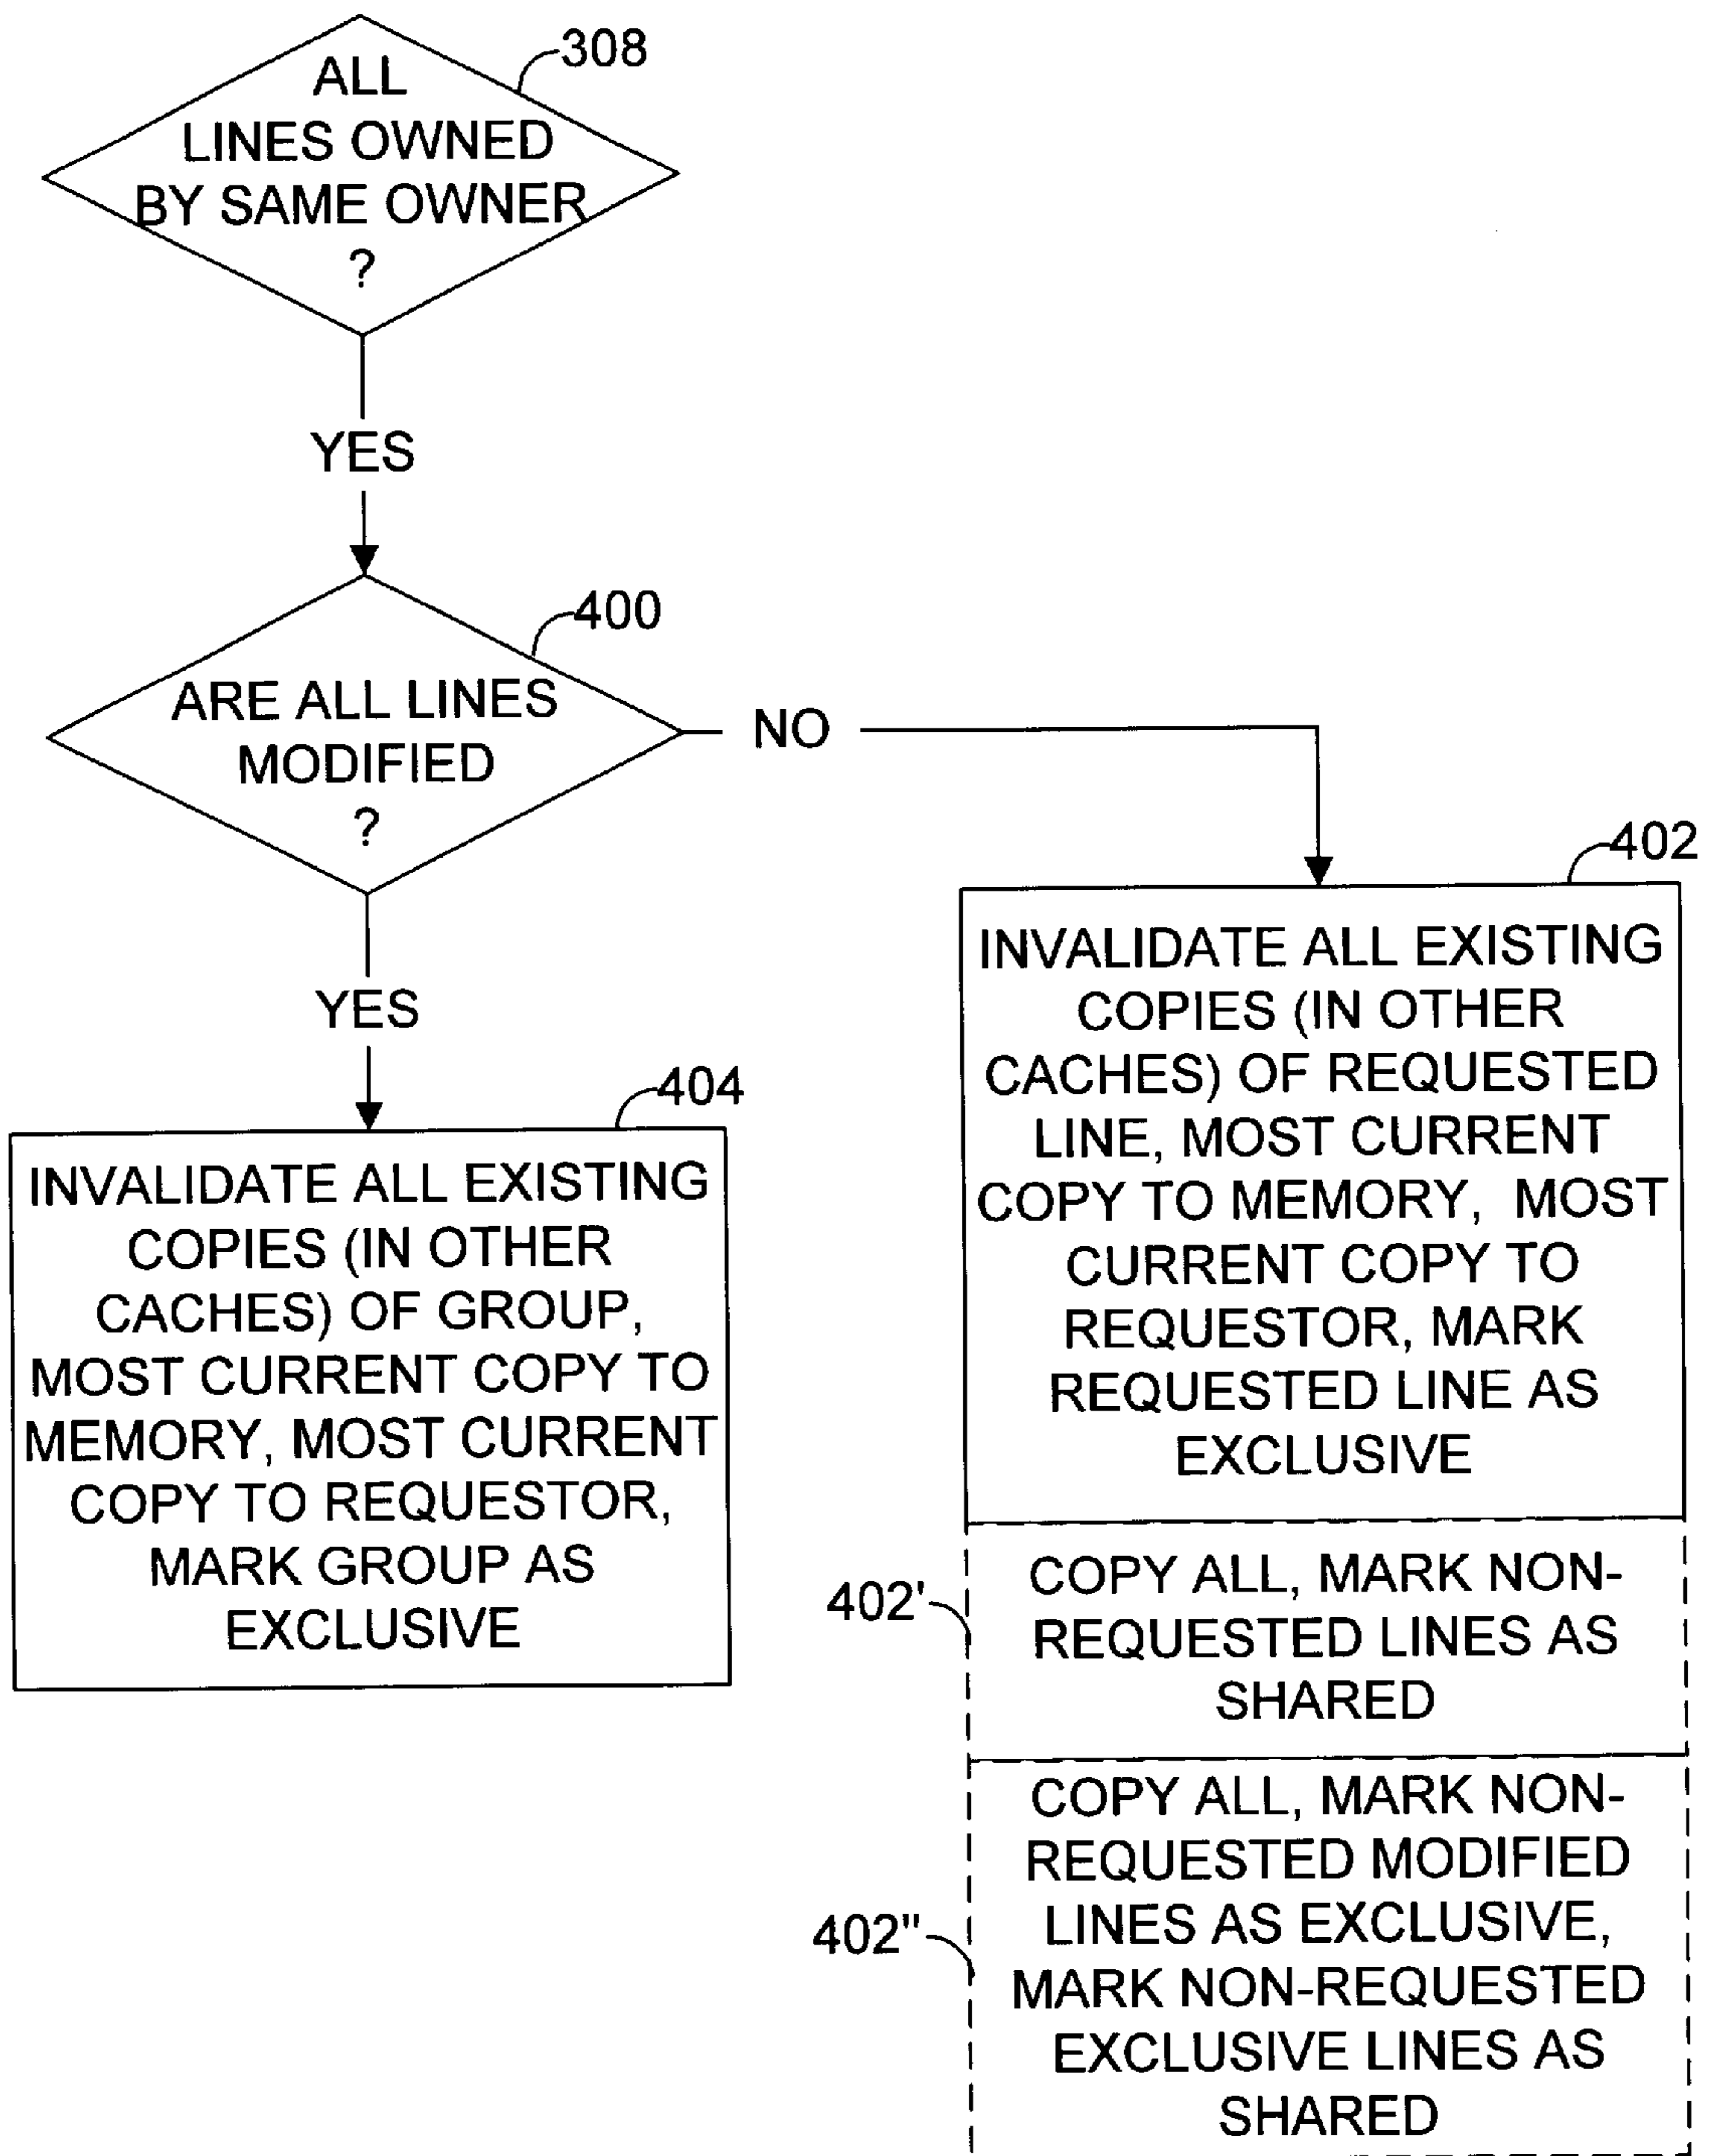 308
ALL
LINES OWNED
BY SAME OWNER
?
YES
400
ARE ALL LINES
MODIFIED
?
NO
YES
402
INVALIDATE ALL EXISTING
COPIES (IN OTHER
CACHES) OF REQUESTED
LINE, MOST CURRENT
COPY TO MEMORY, MOST
CURRENT COPY TO
REQUESTOR, MARK
REQUESTED LINE AS
EXCLUSIVE
404
INVALIDATE ALL EXISTING
COPIES (IN OTHER
CACHES) OF GROUP,
MOST CURRENT COPY TO
MEMORY, MOST CURRENT
COPY TO REQUESTOR,
MARK GROUP AS
EXCLUSIVE
402'
COPY ALL, MARK NON-
REQUESTED LINES AS
SHARED
402"
COPY ALL, MARK NON-
REQUESTED MODIFIED
LINES AS EXCLUSIVE,
MARK NON-REQUESTED
EXCLUSIVE LINES AS
SHARED